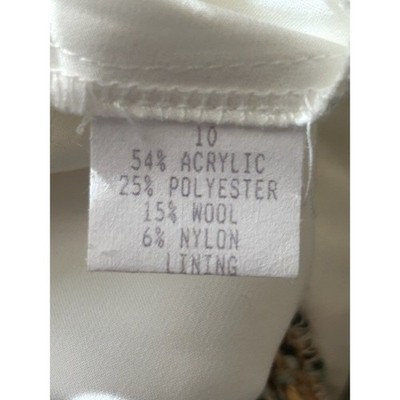 10
54% ACRYLIC
25% POLYESTER
15% WOOL
6% NYLON
LINING